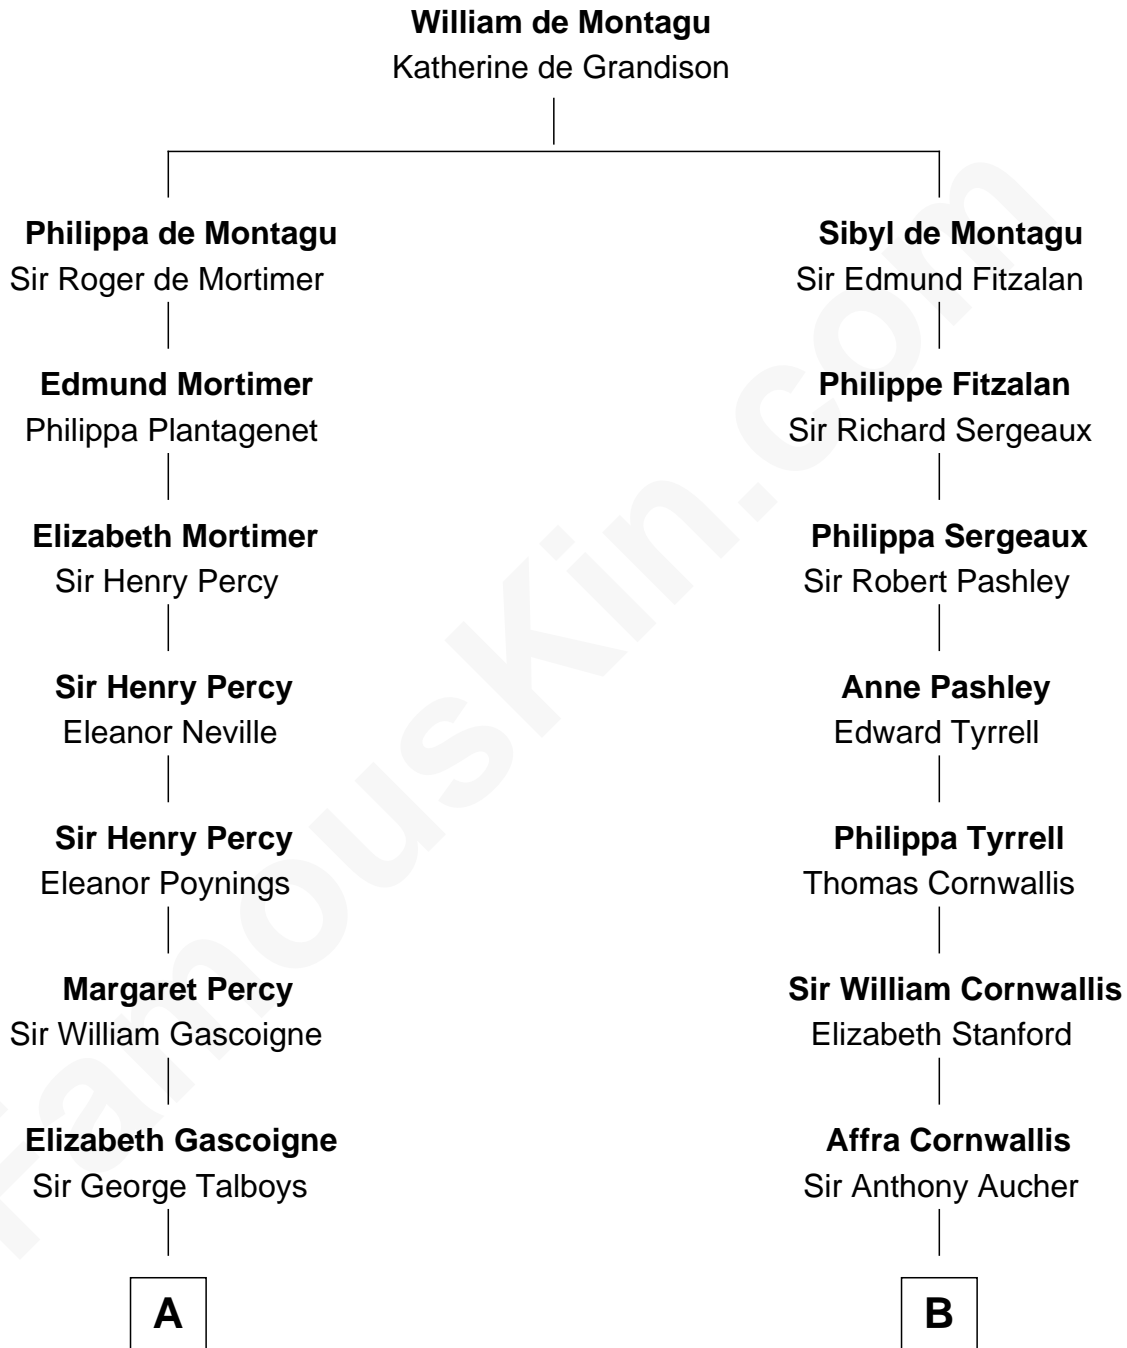 William de Montagu
Katherine de Grandison
Philippa de Montagu
Sir Roger de Mortimer
Edmund Mortimer
Philippa Plantagenet
Elizabeth Mortimer
Sir Henry Percy
Sir Henry Percy
Eleanor Neville
Sir Henry Percy
Eleanor Poynings
Margaret Percy
Sir William Gascoigne
Elizabeth Gascoigne
Sir George Talboys
A
Sibyl de Montagu
Sir Edmund Fitzalan
Philippe Fitzalan
Sir Richard Sergeaux
Philippa Sergeaux
Sir Robert Pashley
Anne Pashley
Edward Tyrrell
Philippa Tyrrell
Thomas Cornwallis
Sir William Cornwallis
Elizabeth Stanford
Affra Cornwallis
Sir Anthony Aucher
B
FamousKin.com